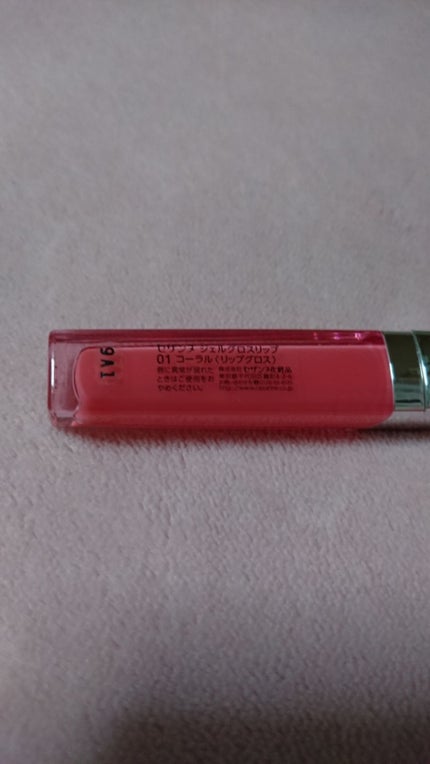 セザンヌ ジェルグロスリップ
01 コーラル〈リップグロス〉
唇に異常が現れた
ときはご使用をお
やめください。
株式会社 セザンヌ化粧品
9A1